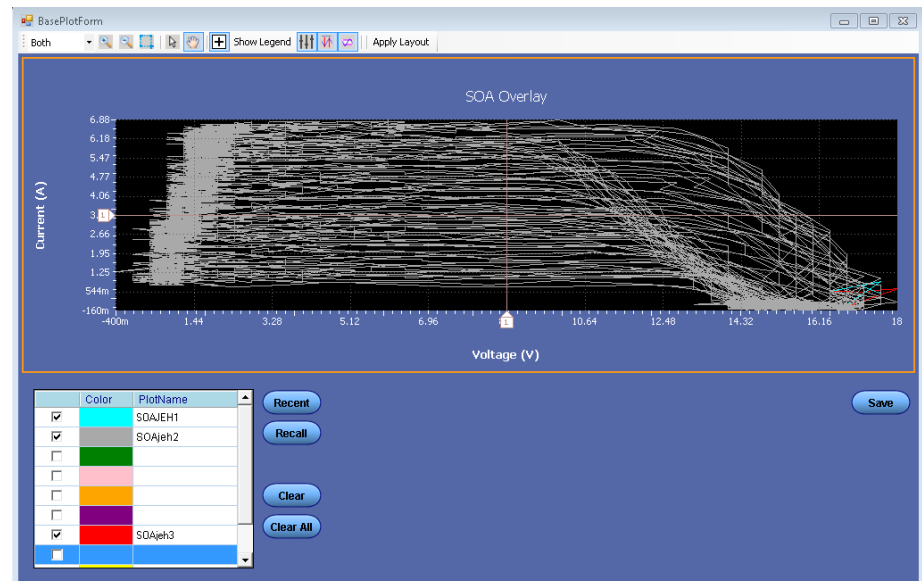 BasePlotForm
Both Show Legend Apply Layout
SOA Overlay
Current (A)
6.88
6.18
5.47
4.77
4.06
3.
2.66
1.95
1.25
544m
-160m
1
-400m 1.44 3.28 5.12 6.96 1 10.64 12.48 14.32 16.16 18
Voltage (V)
Color PlotName
SOAJEH1
SOAjeh2
SOAjeh3
Recent
Recall
Clear
Clear All
Save